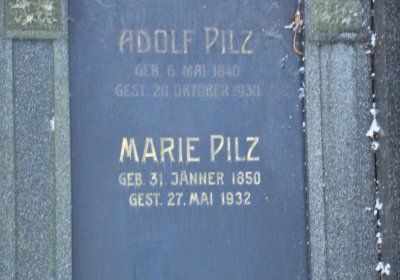 ADOLF PILZ
GEB. 6. MAI 1840
GEST. 20. OKTOBER 1930
MARIE PILZ
GEB. 31. JÄNNER 1850
GEST. 27. MAI 1932